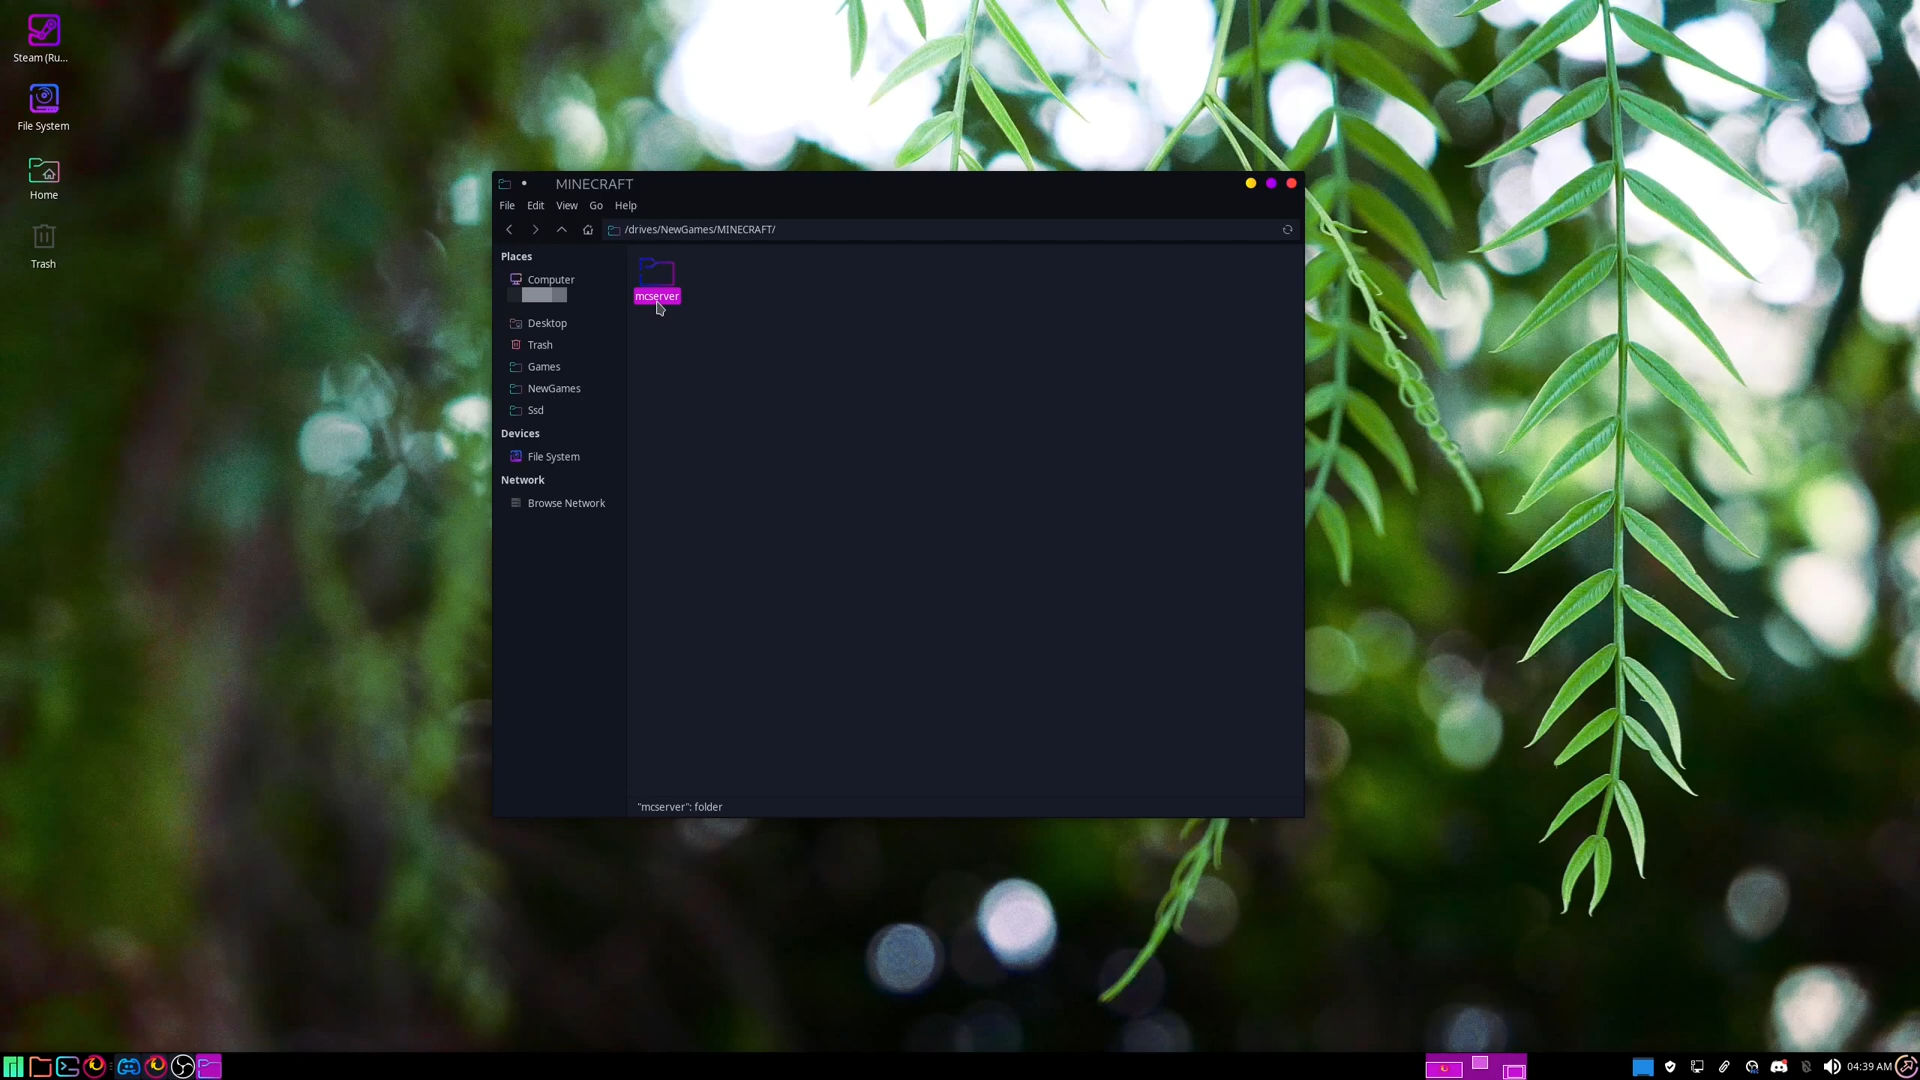 Steam (Ru...
File System
Home
Trash
MINECRAFT
File Edit View Go Help
/drives/NewGames/MINECRAFT/
Places
Computer
Desktop
Trash
Games
NewGames
Ssd
Devices
File System
Network
Browse Network
mcserver
"mcserver": folder
04:39 AM